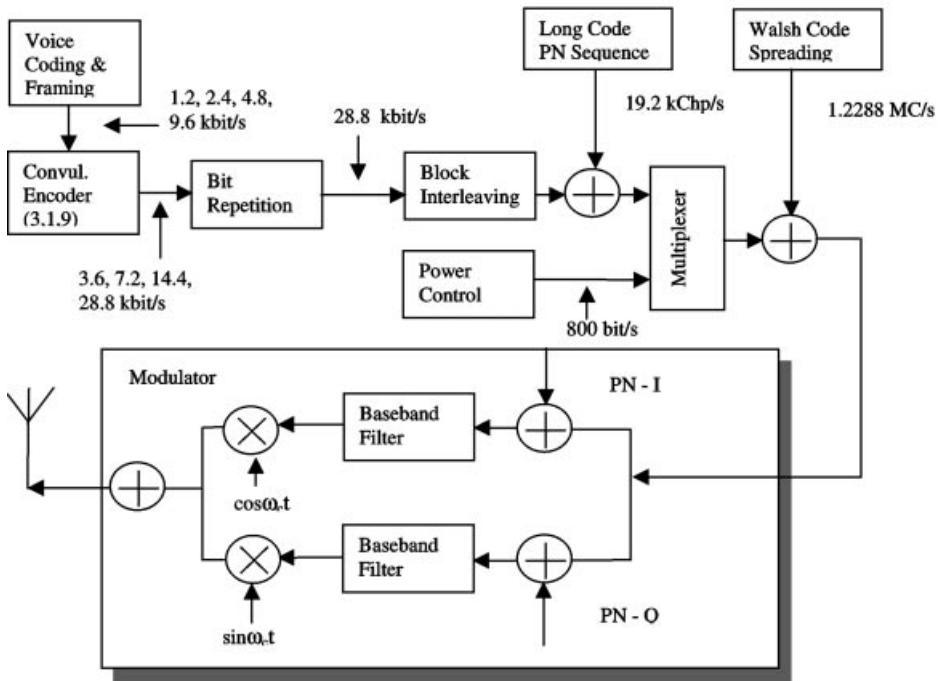 Voice
Coding &
Framing
Long Code
PN Sequence
Walsh Code
Spreading
1.2, 2.4, 4.8,
9.6 kbit/s
28.8 kbit/s
19.2 kChp/s
1.2288 MC/s
Convul.
Encoder
(3,1,9)
Bit
Repetition
Block
Interleaving
Multiplexer
3.6, 7.2, 14.4,
28.8 kbit/s
Power
Control
800 bit/s
Modulator
PN - I
Baseband
Filter
cosωct
Baseband
Filter
sinωct
PN - Q